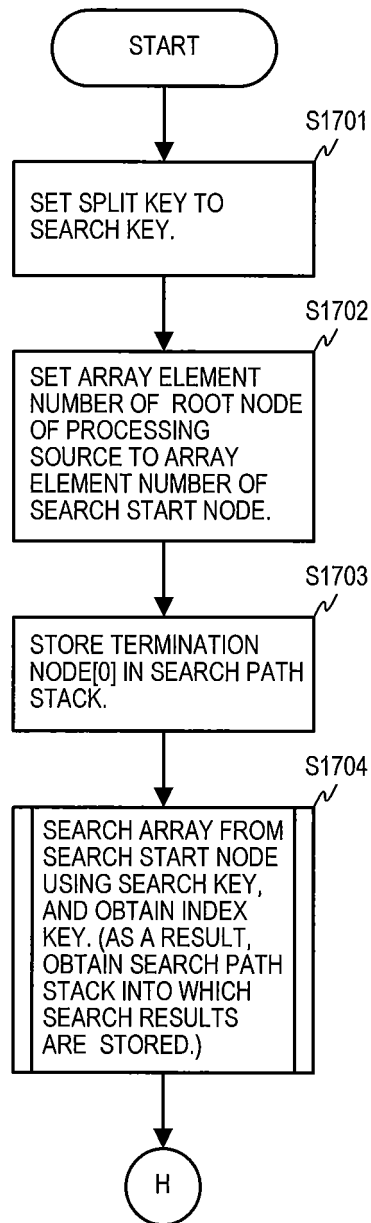 START
S1701
SET SPLIT KEY TO
SEARCH KEY.
S1702
SET ARRAY ELEMENT
NUMBER OF ROOT NODE
OF PROCESSING
SOURCE TO ARRAY
ELEMENT NUMBER OF
SEARCH START NODE.
S1703
STORE TERMINATION
NODE[0] IN SEARCH PATH
STACK.
S1704
SEARCH ARRAY FROM
SEARCH START NODE
USING SEARCH KEY,
AND OBTAIN INDEX
KEY. (AS A RESULT,
OBTAIN SEARCH PATH
STACK INTO WHICH
SEARCH RESULTS
ARE STORED.)
H